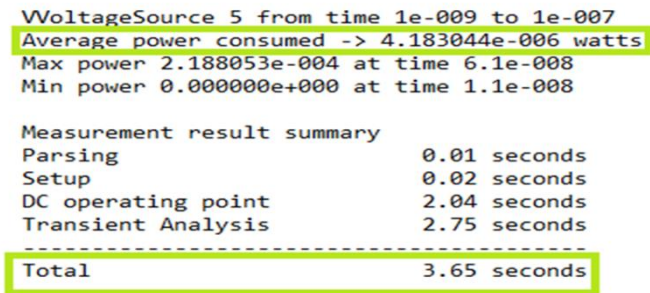 VVoltageSource 5 from time 1e-009 to 1e-007
Average power consumed -> 4.183044e-006 watts
Max power 2.188053e-004 at time 6.1e-008
Min power 0.000000e+000 at time 1.1e-008
Measurement result summary
Parsing 0.01 seconds
Setup 0.02 seconds
DC operating point 2.04 seconds
Transient Analysis 2.75 seconds
-----------------------------------------
Total 3.65 seconds